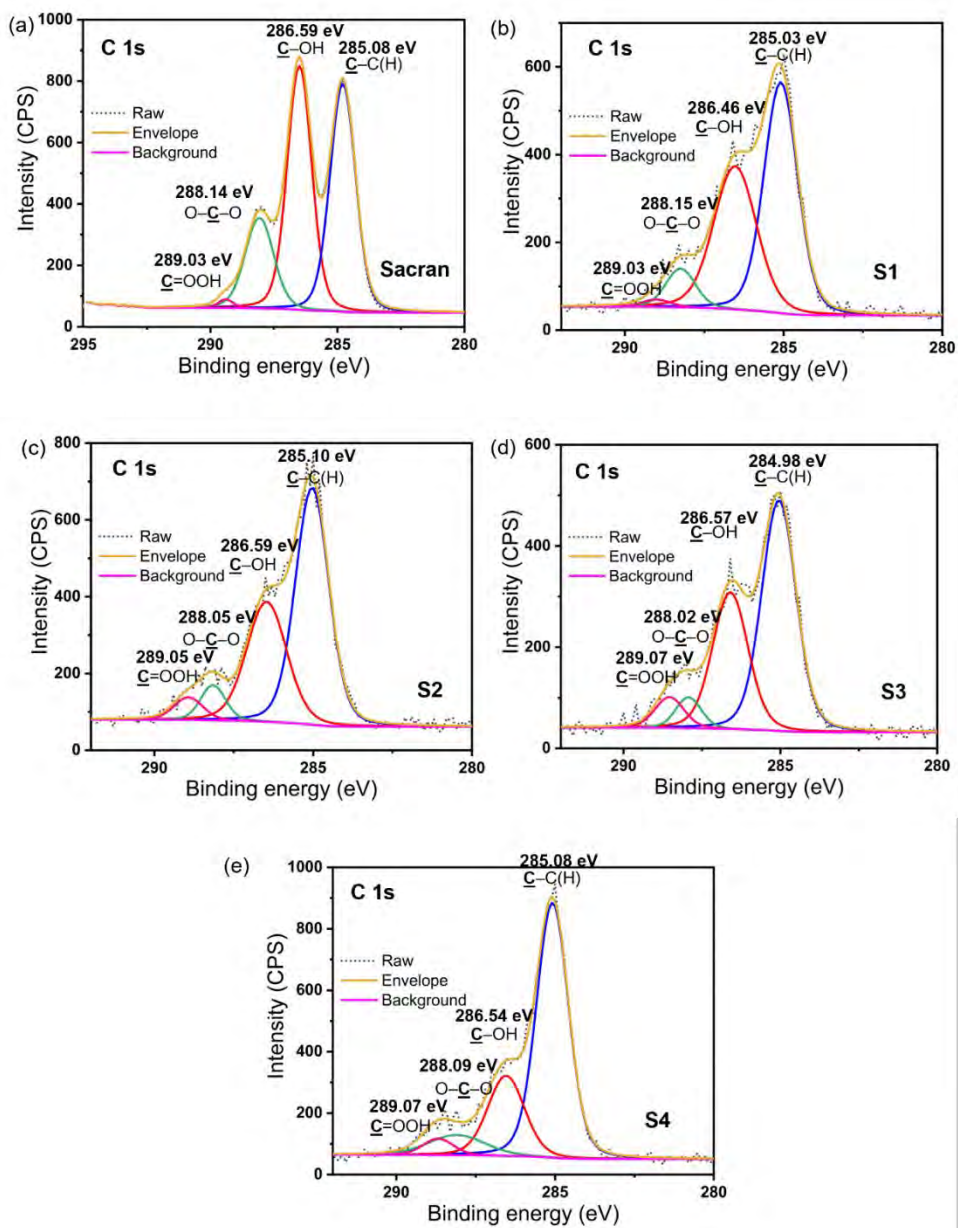 (a)
C 1s
286.59 eV
C–OH
285.08 eV
C–C(H)
Raw
Envelope
Background
288.14 eV
O–C–O
289.03 eV
C=OOH
Sacran
Intensity (CPS)
1000
800
600
400
200
0
295
290
285
280
Binding energy (eV)
(b)
C 1s
285.03 eV
C–C(H)
286.46 eV
C–OH
Raw
Envelope
Background
288.15 eV
O–C–O
289.03 eV
C=OOH
S1
Intensity (CPS)
600
400
200
0
290
285
280
Binding energy (eV)
(c)
C 1s
285.10 eV
C–C(H)
286.59 eV
C–OH
Raw
Envelope
Background
288.05 eV
O–C–O
289.05 eV
C=OOH
S2
Intensity (CPS)
800
600
400
200
0
290
285
280
Binding energy (eV)
(d)
C 1s
284.98 eV
C–C(H)
286.57 eV
C–OH
Raw
Envelope
Background
288.02 eV
O–C–O
289.07 eV
C=OOH
S3
Intensity (CPS)
600
400
200
0
290
285
280
Binding energy (eV)
(e)
C 1s
285.08 eV
C–C(H)
Raw
Envelope
Background
286.54 eV
C–OH
288.09 eV
O–C–O
289.07 eV
C=OOH
S4
Intensity (CPS)
1000
800
600
400
200
0
290
285
280
Binding energy (eV)